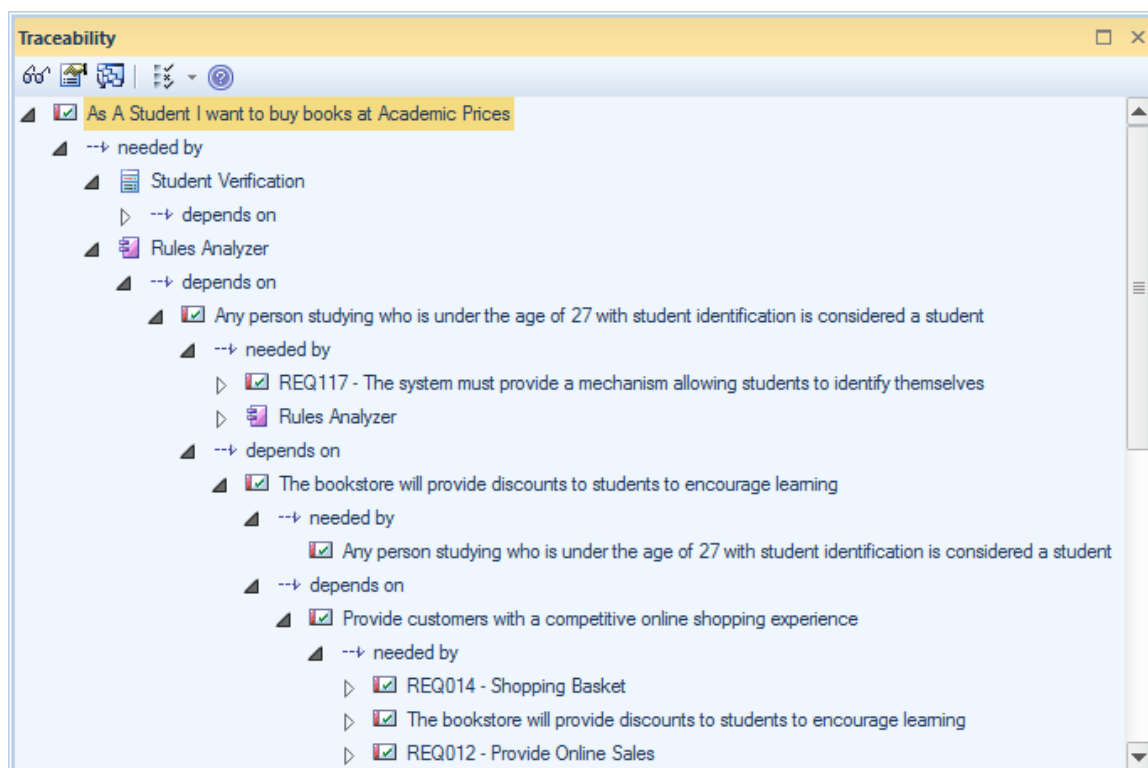 Traceability
As A Student I want to buy books at Academic Prices
needed by
Student Verification
depends on
Rules Analyzer
depends on
Any person studying who is under the age of 27 with student identification is considered a student
needed by
REQ117 - The system must provide a mechanism allowing students to identify themselves
Rules Analyzer
depends on
The bookstore will provide discounts to students to encourage learning
needed by
Any person studying who is under the age of 27 with student identification is considered a student
depends on
Provide customers with a competitive online shopping experience
needed by
REQ014 - Shopping Basket
The bookstore will provide discounts to students to encourage learning
REQ012 - Provide Online Sales